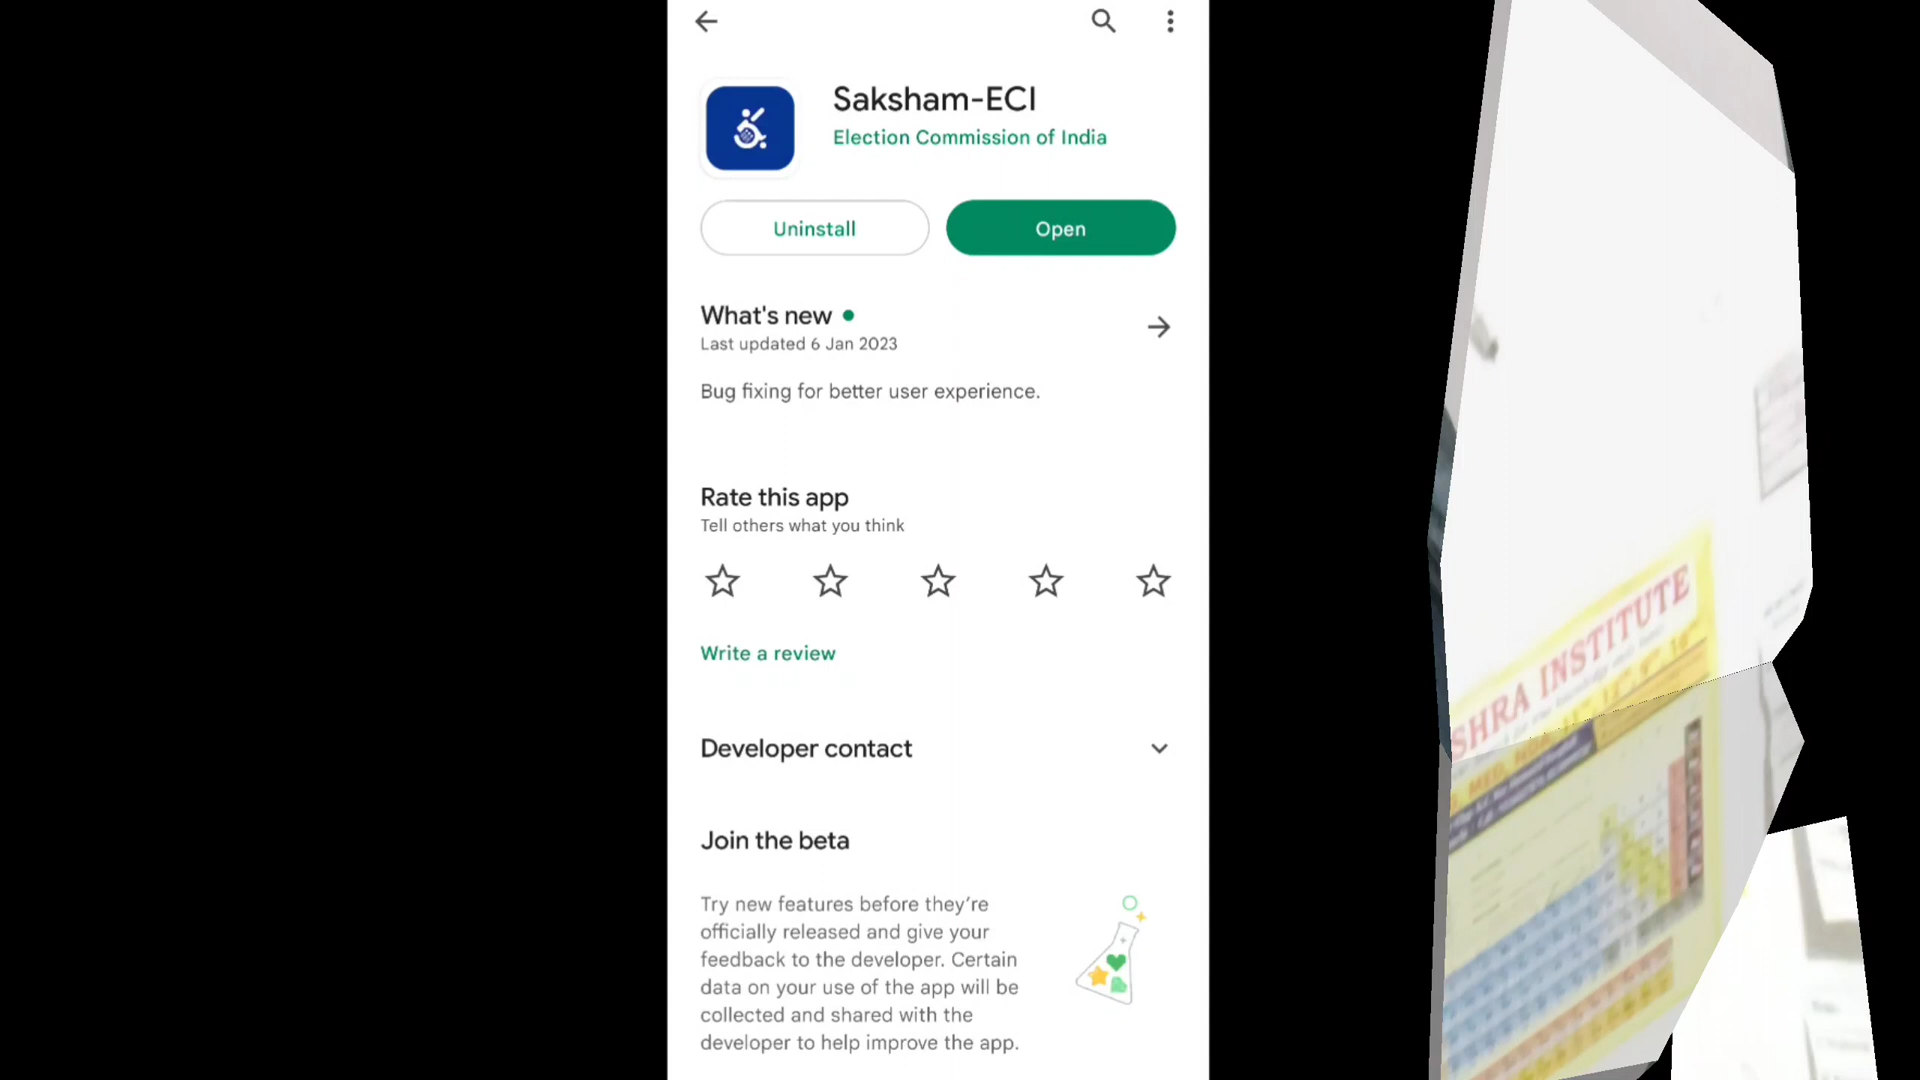 Saksham-ECI
Election Commission of India
Uninstall
Open
What's new
Last updated 6 Jan 2023
Bug fixing for better user experience.
Rate this app
Tell others what you think
Write a review
Developer contact
Join the beta
Try new features before they're
officially released and give your
feedback to the developer. Certain
data on your use of the app will be
collected and shared with the
developer to help improve the app.
SHRA INSTITUTE